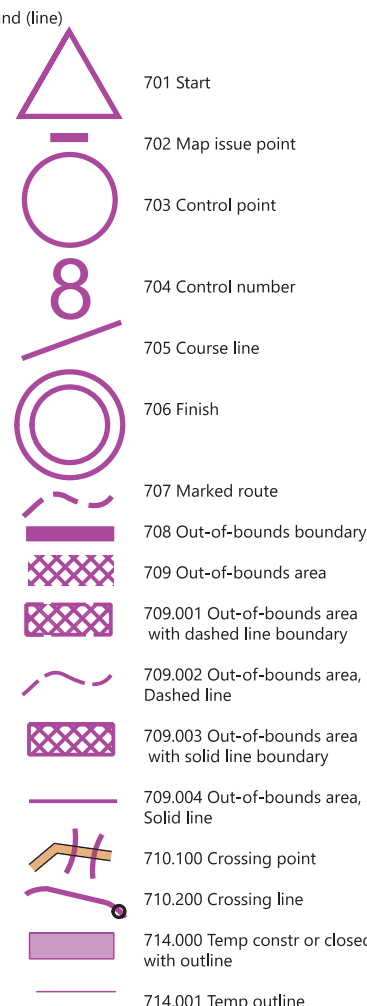 nd (line)
701 Start
702 Map issue point
703 Control point
8
704 Control number
705 Course line
706 Finish
707 Marked route
708 Out-of-bounds boundary
709 Out-of-bounds area
709.001 Out-of-bounds area
with dashed line boundary
709.002 Out-of-bounds area,
Dashed line
709.003 Out-of-bounds area
with solid line boundary
709.004 Out-of-bounds area,
Solid line
710.100 Crossing point
710.200 Crossing line
714.000 Temp constr or closed
with outline
714.001 Temp outline